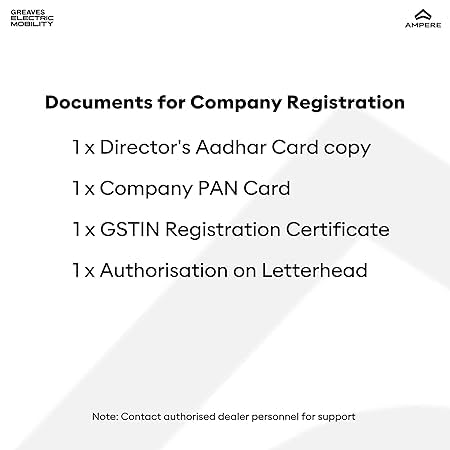 GREAVES
ELECTRIC
MOBILITY
AMPERE
Documents for Company Registration
1 x Director's Aadhar Card copy
1 x Company PAN Card
1 x GSTIN Registration Certificate
1 x Authorisation on Letterhead
Note: Contact authorised dealer personnel for support